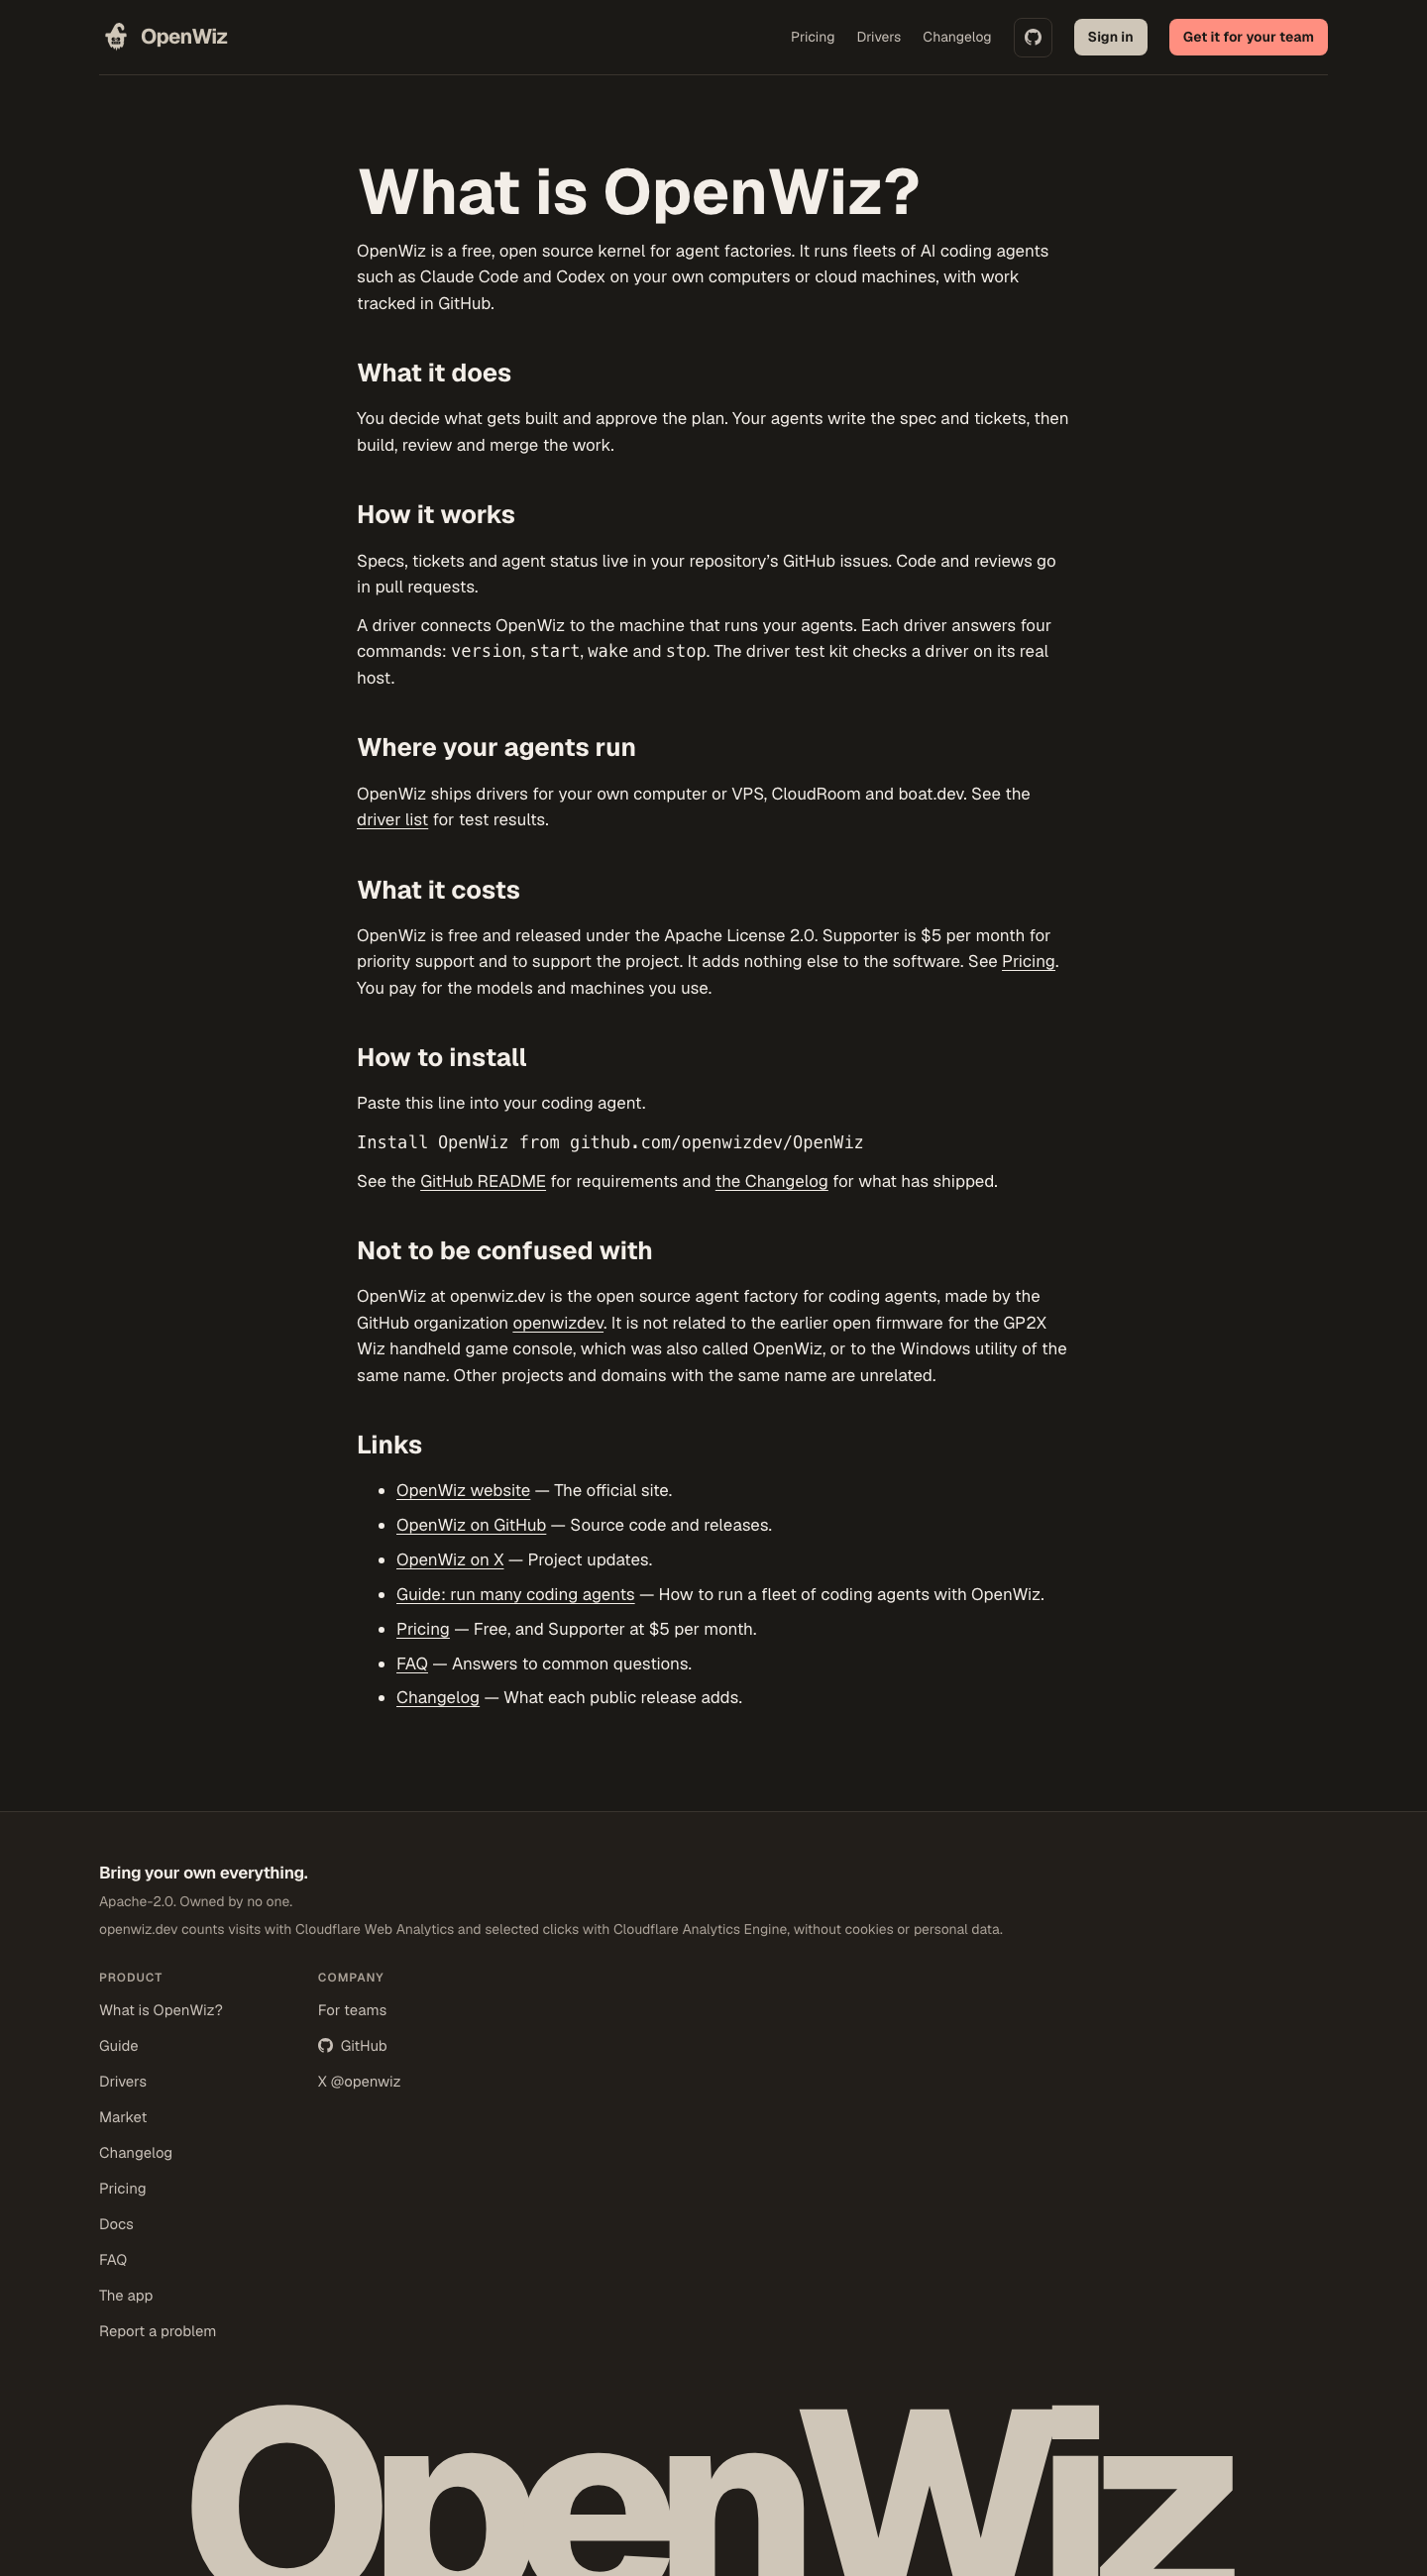 OpenWiz
Pricing
Drivers
Changelog
Sign in
Get it for your team
What is OpenWiz?
OpenWiz is a free, open source kernel for agent factories. It runs fleets of AI coding agents
such as Claude Code and Codex on your own computers or cloud machines, with work
tracked in GitHub.
What it does
You decide what gets built and approve the plan. Your agents write the spec and tickets, then
build, review and merge the work.
How it works
Specs, tickets and agent status live in your repository’s GitHub issues. Code and reviews go
in pull requests.
A driver connects OpenWiz to the machine that runs your agents. Each driver answers four
commands: version, start, wake and stop. The driver test kit checks a driver on its real
host.
Where your agents run
OpenWiz ships drivers for your own computer or VPS, CloudRoom and boat.dev. See the
driver list for test results.
What it costs
OpenWiz is free and released under the Apache License 2.0. Supporter is $5 per month for
priority support and to support the project. It adds nothing else to the software. See Pricing.
You pay for the models and machines you use.
How to install
Paste this line into your coding agent.
Install OpenWiz from github.com/openwizdev/OpenWiz
See the GitHub README for requirements and the Changelog for what has shipped.
Not to be confused with
OpenWiz at openwiz.dev is the open source agent factory for coding agents, made by the
GitHub organization openwizdev. It is not related to the earlier open firmware for the GP2X
Wiz handheld game console, which was also called OpenWiz, or to the Windows utility of the
same name. Other projects and domains with the same name are unrelated.
Links
• OpenWiz website — The official site.
• OpenWiz on GitHub — Source code and releases.
• OpenWiz on X — Project updates.
• Guide: run many coding agents — How to run a fleet of coding agents with OpenWiz.
• Pricing — Free, and Supporter at $5 per month.
• FAQ — Answers to common questions.
• Changelog — What each public release adds.
Bring your own everything.
Apache-2.0. Owned by no one.
openwiz.dev counts visits with Cloudflare Web Analytics and selected clicks with Cloudflare Analytics Engine, without cookies or personal data.
PRODUCT
What is OpenWiz?
Guide
Drivers
Market
Changelog
Pricing
Docs
FAQ
The app
Report a problem
COMPANY
For teams
GitHub
X @openwiz
OpenWiz